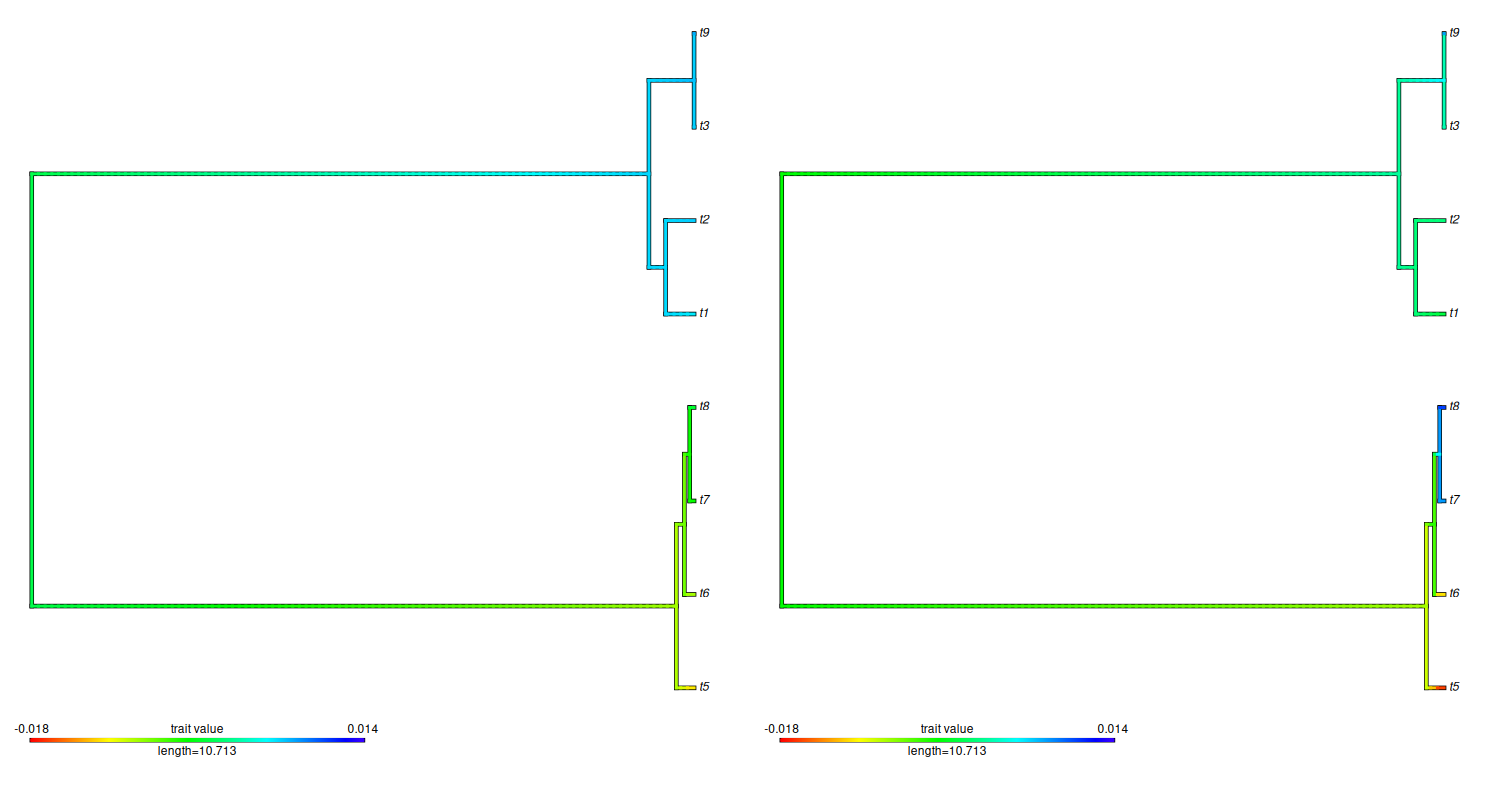 t9
t3
t2
t1
t8
t7
t6
t5
-0.018 trait value 0.014
length=10.713
t9
t3
t2
t1
t8
t7
t6
t5
-0.018 trait value 0.014
length=10.713